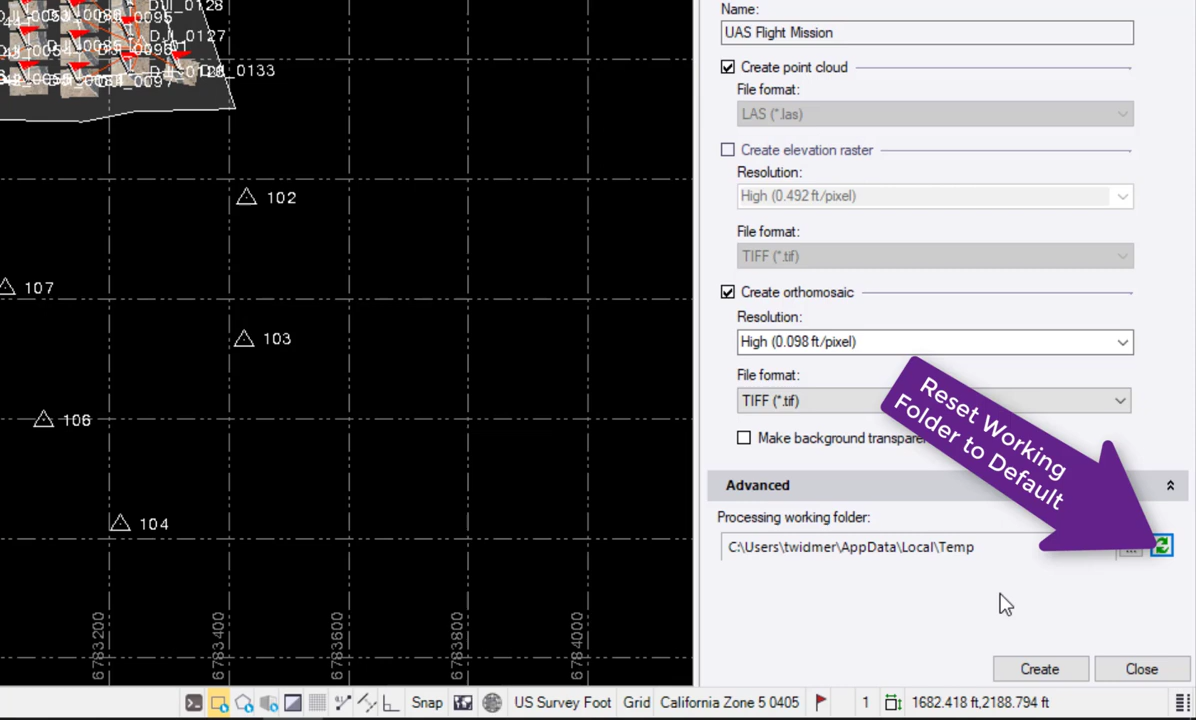 DJI_0128
DJI_0127
DJI_0133
102
107
103
106
104
6783200
6783400
6783600
6783800
6784000
Name:
UAS Flight Mission
Create point cloud
File format:
LAS (*.las)
Create elevation raster
Resolution:
High (0.492 ft/pixel)
File format:
TIFF (*.tif)
Create orthomosaic
Resolution:
High (0.098 ft/pixel)
File format:
TIFF (*.tif)
Make background
Reset Working
Folder to Default
Advanced
Processing working folder:
C:\Users\twidmer\AppData\Local\Temp
...
Create
Close
Snap
US Survey Foot
Grid
California Zone 5 0405
1
1682.418 ft,2188.794 ft